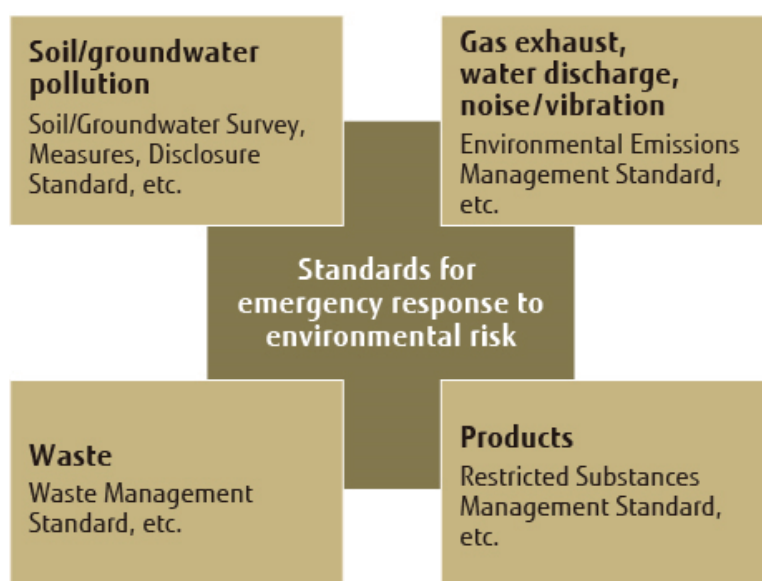 Soil/groundwater
pollution
Soil/Groundwater Survey,
Measures, Disclosure
Standard, etc.
Gas exhaust,
water discharge,
noise/vibration
Environmental Emissions
Management Standard,
etc.
Standards for
emergency response to
environmental risk
Waste
Waste Management
Standard, etc.
Products
Restricted Substances
Management Standard,
etc.